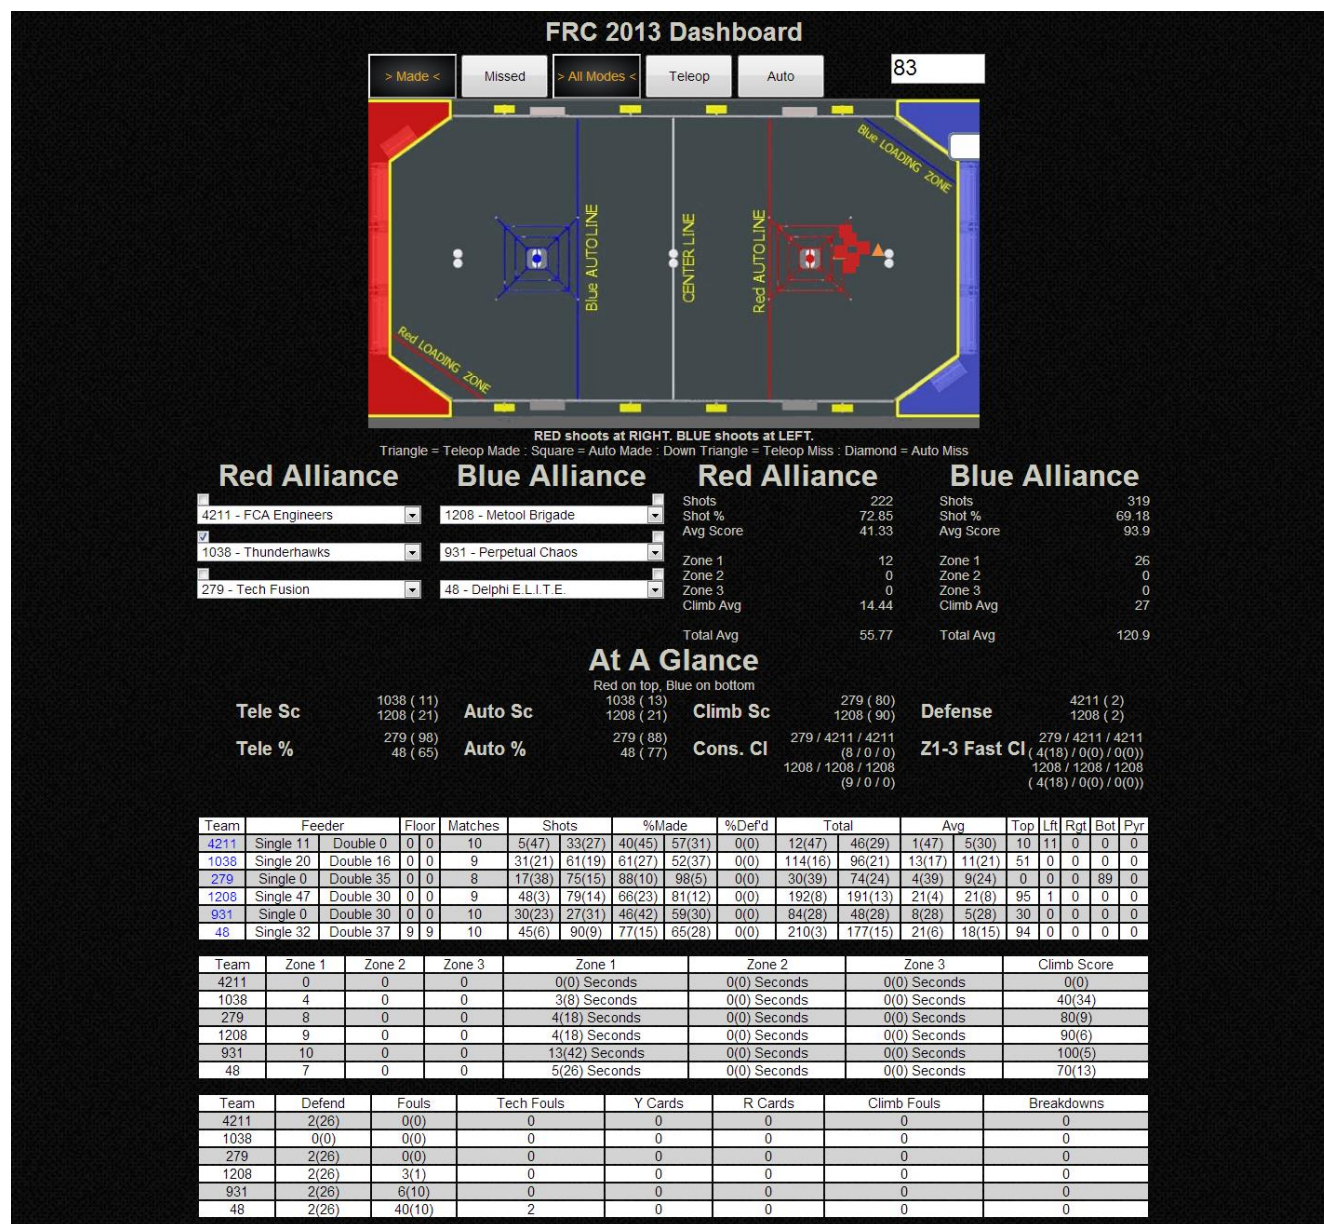 FRC 2013 Dashboard
> Made < Missed > All Modes < Teleop Auto 83
Blue LOADING ZONE
Blue AUTOLINE
CENTER LINE
Red AUTOLINE
Red LOADING ZONE
RED shoots at RIGHT. BLUE shoots at LEFT.
Triangle = Teleop Made : Square = Auto Made : Down Triangle = Teleop Miss : Diamond = Auto Miss
Red Alliance Blue Alliance Red Alliance Blue Alliance
4211 - FCA Engineers 1208 - Metool Brigade
1038 - Thunderhawks 931 - Perpetual Chaos
279 - Tech Fusion 48 - Delphi E.L.I.T.E.
Shots 222 Shots 319
Shot % 72.85 Shot % 69.18
Avg Score 41.33 Avg Score 93.9
Zone 1 12 Zone 1 26
Zone 2 0 Zone 2 0
Zone 3 0 Zone 3 0
Climb Avg 14.44 Climb Avg 27
Total Avg 55.77 Total Avg 120.9
At A Glance
Red on top, Blue on bottom
Tele Sc 1038 ( 11) 1208 ( 21) Auto Sc 1038 ( 13) 1208 ( 21) Climb Sc 279 ( 80) 1208 ( 90) Defense 4211 ( 2) 1208 ( 2)
Tele % 279 ( 98) 48 ( 65) Auto % 279 ( 88) 48 ( 77) Cons. Cl 279 / 4211 / 4211 (8 / 0 / 0) 1208 / 1208 / 1208 (9 / 0 / 0) Z1-3 Fast Cl 279 / 4211 / 4211 ( 4(18) / 0(0) / 0(0)) 1208 / 1208 / 1208 ( 4(18) / 0(0) / 0(0))
Team Feeder Floor Matches Shots %Made %Def'd Total Avg Top Lft Rgt Bot Pyr
4211 Single 11 Double 0 0 0 10 5(47) 33(27) 40(45) 57(31) 0(0) 12(47) 46(29) 1(47) 5(30) 10 11 0 0 0
1038 Single 20 Double 16 0 0 9 31(21) 61(19) 61(27) 52(37) 0(0) 114(16) 96(21) 13(17) 11(21) 51 0 0 0 0
279 Single 0 Double 35 0 0 8 17(38) 75(15) 88(10) 98(5) 0(0) 30(39) 74(24) 4(39) 9(24) 0 0 0 89 0
1208 Single 47 Double 30 0 0 9 48(3) 79(14) 66(23) 81(12) 0(0) 192(8) 191(13) 21(4) 21(8) 95 1 0 0 0
931 Single 0 Double 30 0 0 10 30(23) 27(31) 46(42) 59(30) 0(0) 84(28) 48(28) 8(28) 5(28) 30 0 0 0 0
48 Single 32 Double 37 9 9 10 45(6) 90(9) 77(15) 65(28) 0(0) 210(3) 177(15) 21(6) 18(15) 94 0 0 0 0
Team Zone 1 Zone 2 Zone 3 Zone 1 Zone 2 Zone 3 Climb Score
4211 0 0 0 0(0) Seconds 0(0) Seconds 0(0) Seconds 0(0)
1038 4 0 0 3(8) Seconds 0(0) Seconds 0(0) Seconds 40(34)
279 8 0 0 4(18) Seconds 0(0) Seconds 0(0) Seconds 80(9)
1208 9 0 0 4(18) Seconds 0(0) Seconds 0(0) Seconds 90(6)
931 10 0 0 13(42) Seconds 0(0) Seconds 0(0) Seconds 100(5)
48 7 0 0 5(26) Seconds 0(0) Seconds 0(0) Seconds 70(13)
Team Defend Fouls Tech Fouls Y Cards R Cards Climb Fouls Breakdowns
4211 2(26) 0(0) 0 0 0 0 0
1038 0(0) 0(0) 0 0 0 0 0
279 2(26) 0(0) 0 0 0 0 0
1208 2(26) 3(1) 0 0 0 0 0
931 2(26) 6(10) 0 0 0 0 0
48 2(26) 40(10) 2 0 0 0 0